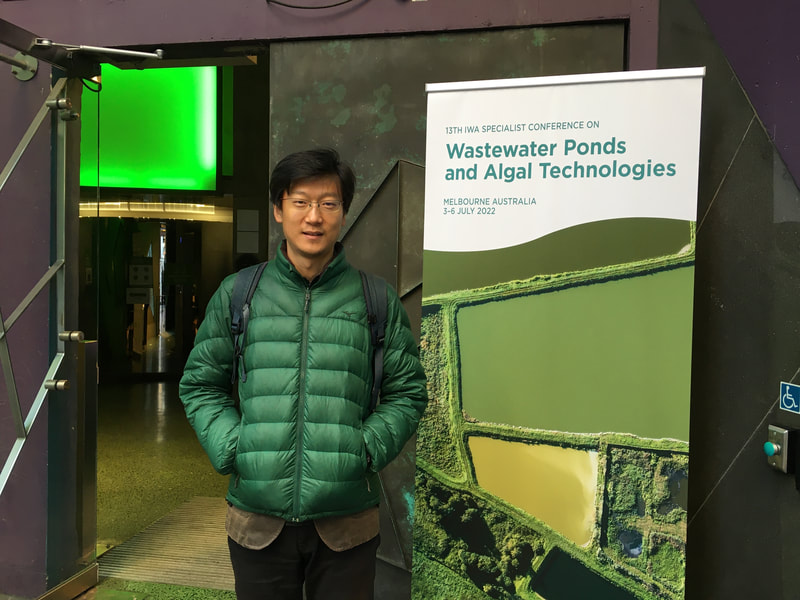 13TH IWA SPECIALIST CONFERENCE ON
Wastewater Ponds
and Algal Technologies
MELBOURNE AUSTRALIA
3-6 JULY 2022